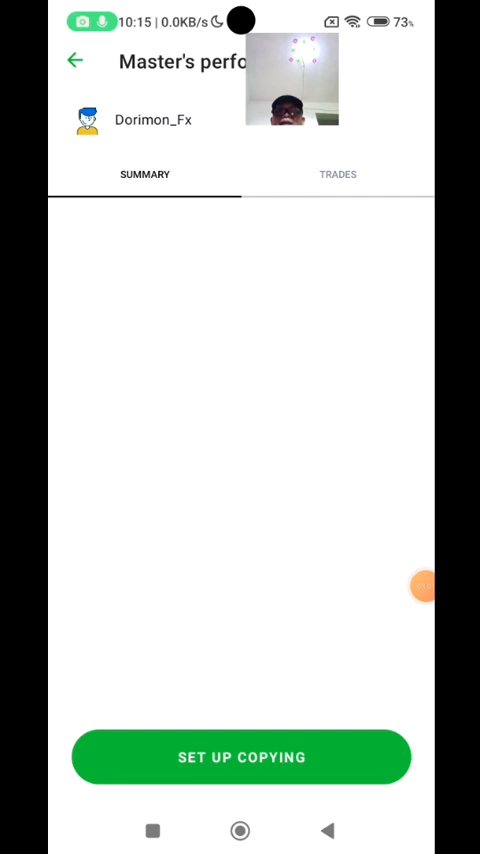 10:15 | 0.0KB/s 73%
Master's perfo
Dorimon_Fx
SUMMARY TRADES
SET UP COPYING